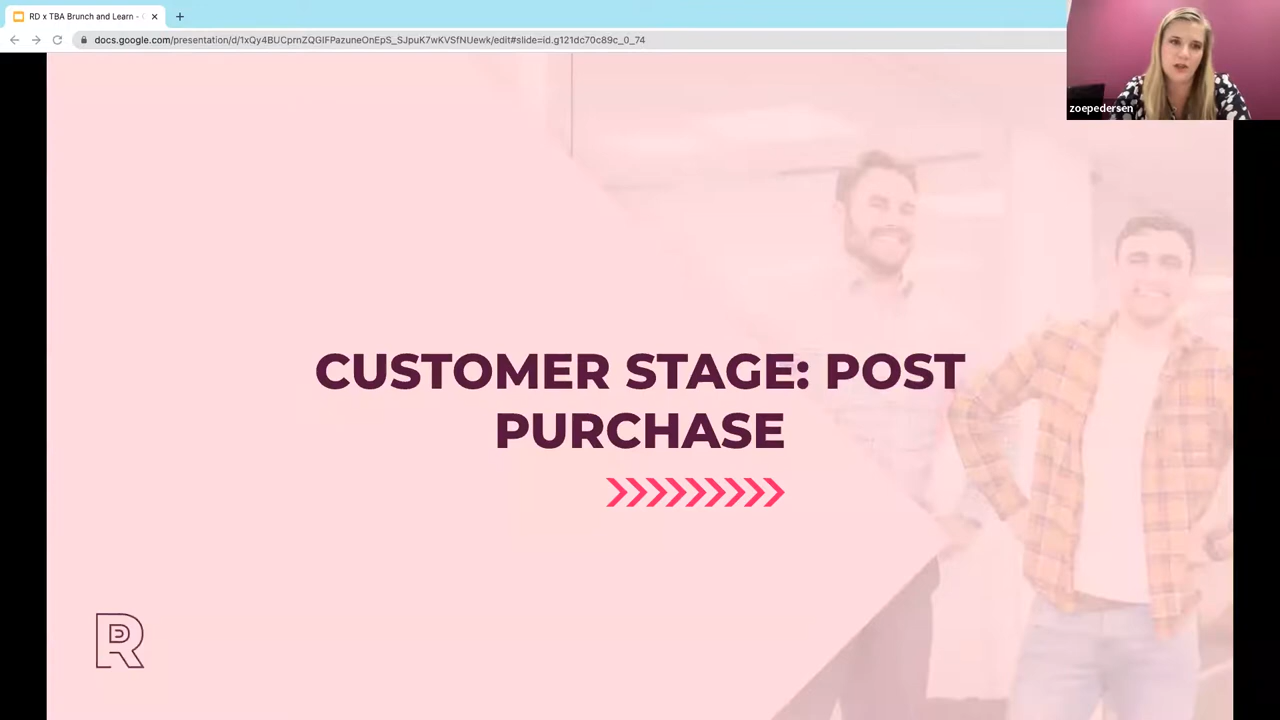 RD x TBA Brunch and Learn -
docs.google.com/presentation/d/1xQy4BUCprnZQGIFPazuneOnEpS_SJpuK7wKVSfNUewk/edit#slide=id.g121dc70c89c_0_74
zoepedersen
CUSTOMER STAGE: POST
PURCHASE
RD